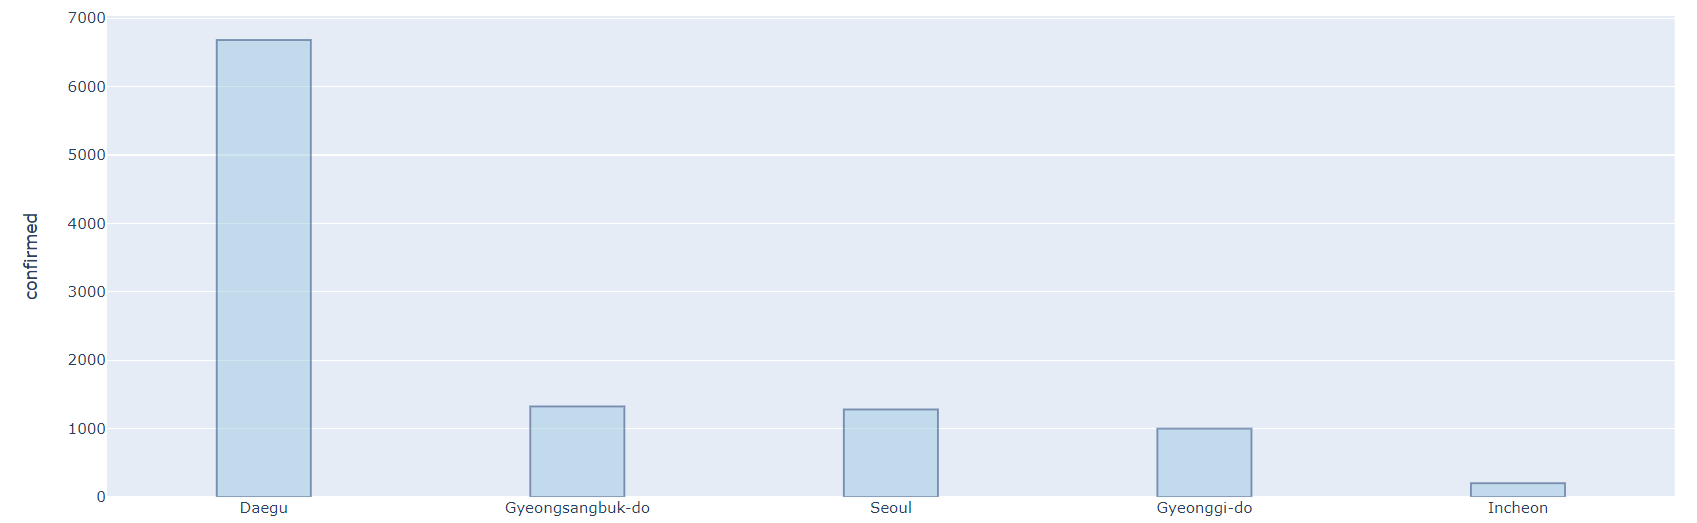 7000
6000
5000
4000
3000
2000
1000
0
confirmed
Daegu
Gyeongsangbuk-do
Seoul
Gyeonggi-do
Incheon